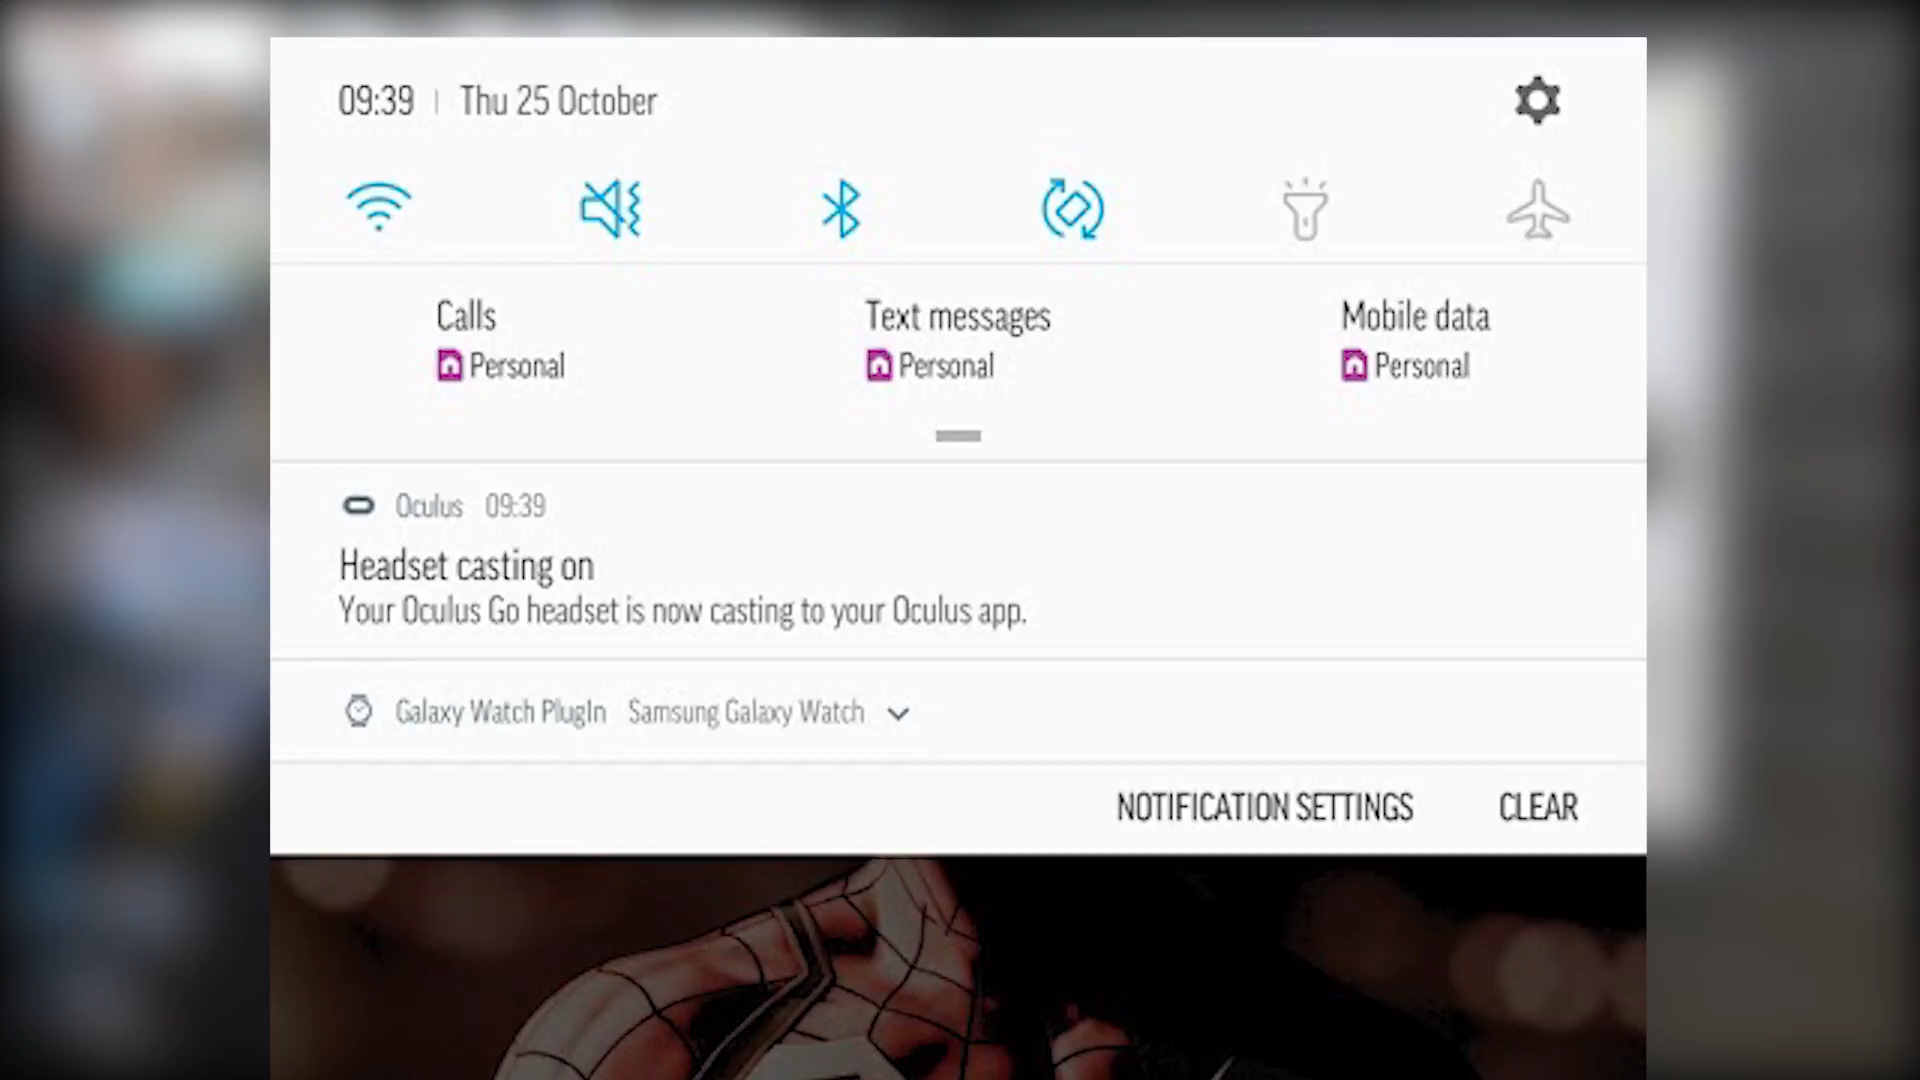 09:39 | Thu 25 October
Calls Text messages Mobile data
Personal Personal Personal
Oculus 09:39
Headset casting on
Your Oculus Go headset is now casting to your Oculus app.
Galaxy Watch PlugIn Samsung Galaxy Watch
NOTIFICATION SETTINGS CLEAR